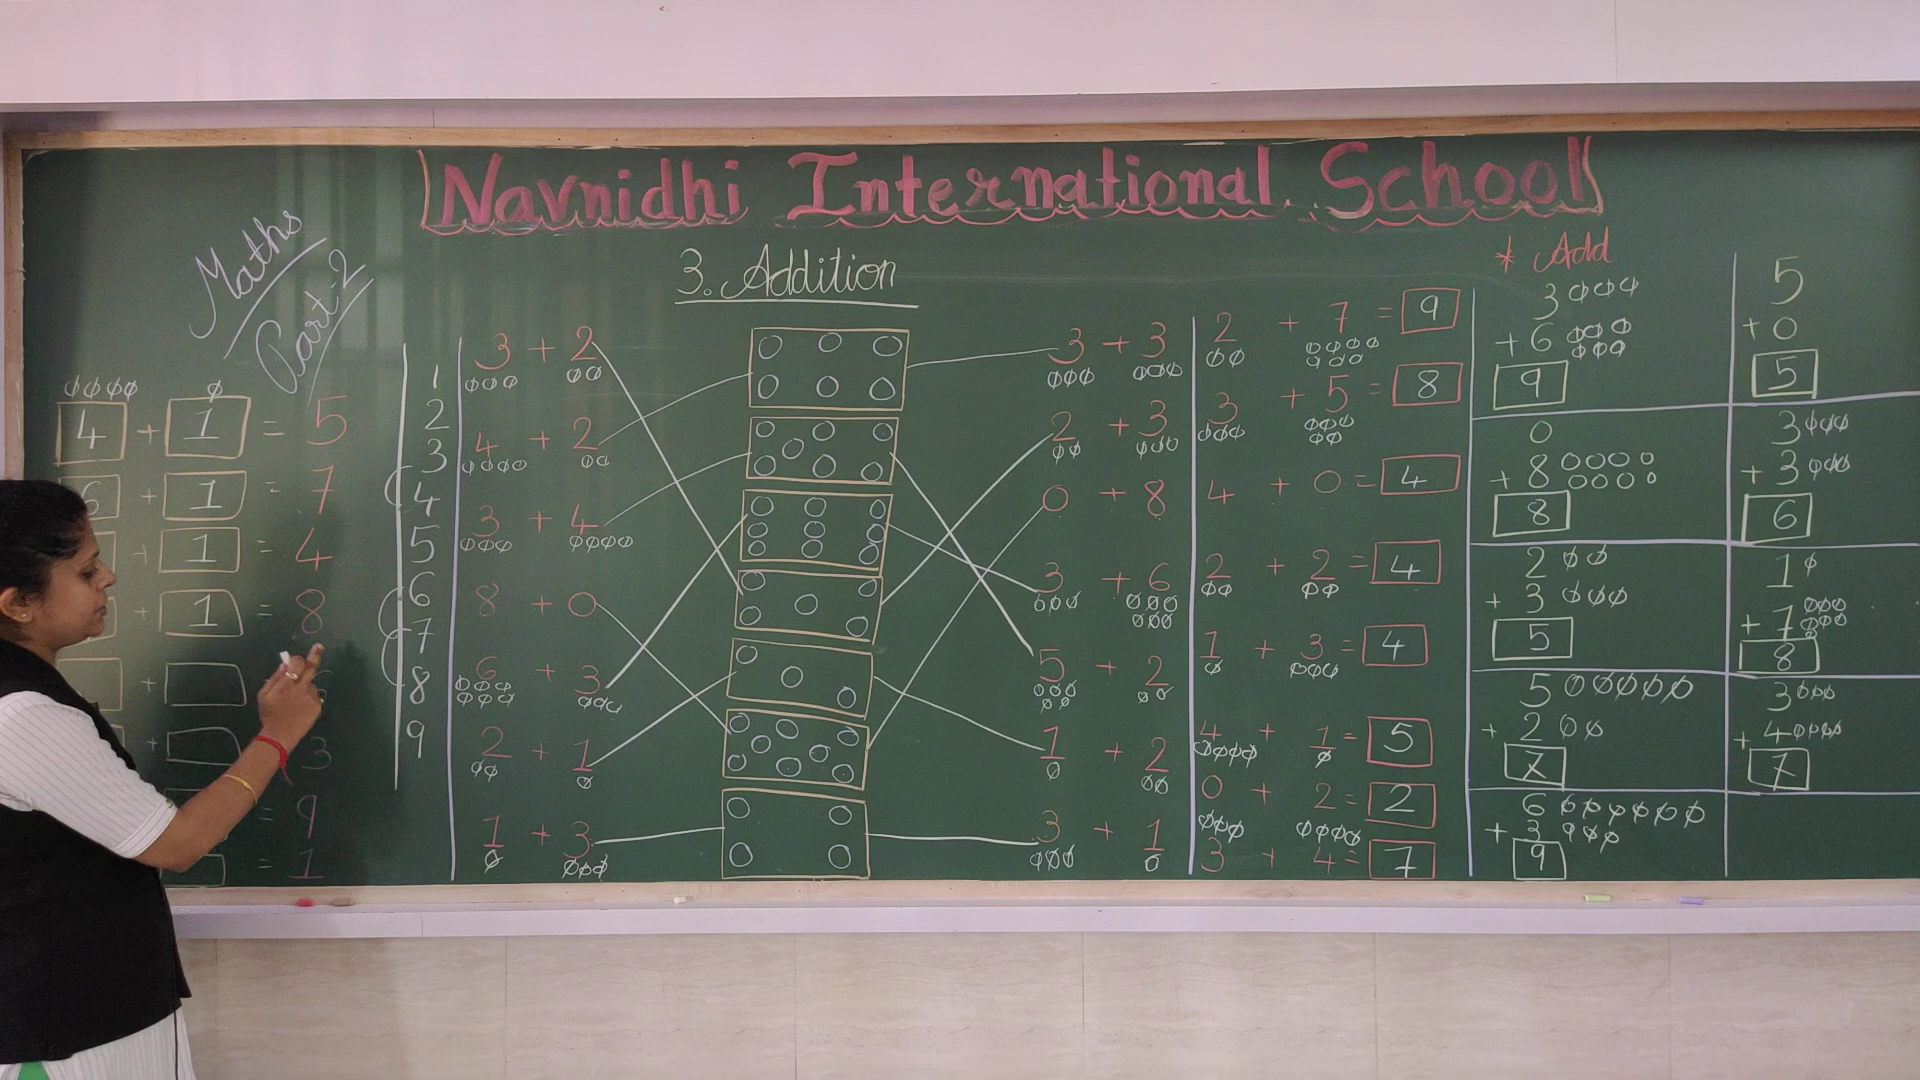 Navnidhi International School
Maths
Part-2
3. Addition
4 + 1 = 5
6 + 1 = 7
+ 1 = 4
+ 1 = 8
+
+ 3
= 9
= 1
1
2
3
4
5
6
7
8
9
3 + 2
4 + 2
3 + 4
8 + 0
6 + 3
2 + 1
1 + 3
3 + 3
2 + 3
0 + 8
3 + 6
5 + 2
1 + 2
3 + 1
2 + 7 = 9
3 + 5 = 8
4 + 0 = 4
2 + 2 = 4
1 + 3 = 4
4 + 1 = 5
0 + 2 = 2
3 + 4 = 7
* Add
3
+ 6
9
0
+ 8
8
2
+ 3
5
5
+ 2
7
6
+ 3
9
5
+ 0
5
3
+ 3
6
1
+ 7
8
3
+ 4
7